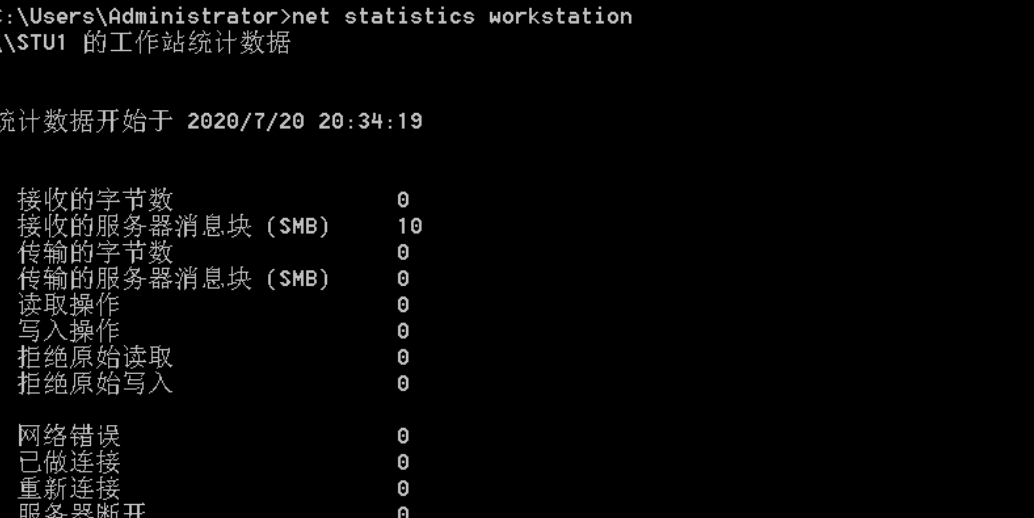 C:\Users\Administrator>net statistics workstation
\\STU1 的工作站统计数据
统计数据开始于 2020/7/20 20:34:19
接收的字节数 0
接收的服务器消息块 (SMB) 10
传输的字节数 0
传输的服务器消息块 (SMB) 0
读取操作 0
写入操作 0
拒绝原始读取 0
拒绝原始写入 0
网络错误 0
已做连接 0
重新连接 0
服务器断开 0